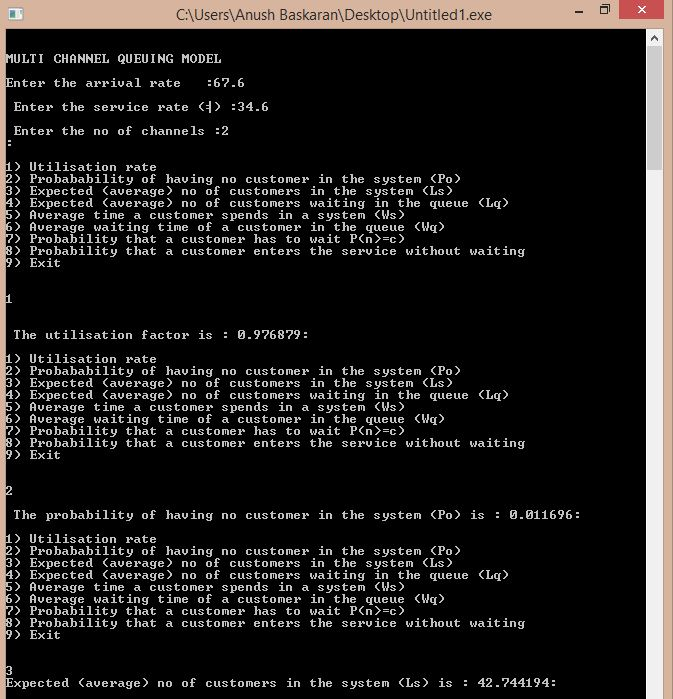 C:\Users\Anush Baskaran\Desktop\Untitled1.exe
MULTI CHANNEL QUEUING MODEL
Enter the arrival rate   :67.6
Enter the service rate (╡) :34.6
Enter the no of channels :2
:
1) Utilisation rate
2) Probabability of having no customer in the system (Po)
3) Expected (average) no of customers in the system (Ls)
4) Expected (average) no of customers waiting in the queue (Lq)
5) Average time a customer spends in a system (Ws)
6) Average waiting time of a customer in the queue (Wq)
7) Probability that a customer has to wait P(n)>=c)
8) Probability that a customer enters the service without waiting
9) Exit
1
The utilisation factor is : 0.976879:
1) Utilisation rate
2) Probabability of having no customer in the system (Po)
3) Expected (average) no of customers in the system (Ls)
4) Expected (average) no of customers waiting in the queue (Lq)
5) Average time a customer spends in a system (Ws)
6) Average waiting time of a customer in the queue (Wq)
7) Probability that a customer has to wait P(n)>=c)
8) Probability that a customer enters the service without waiting
9) Exit
2
The probability of having no customer in the system (Po) is : 0.011696:
1) Utilisation rate
2) Probabability of having no customer in the system (Po)
3) Expected (average) no of customers in the system (Ls)
4) Expected (average) no of customers waiting in the queue (Lq)
5) Average time a customer spends in a system (Ws)
6) Average waiting time of a customer in the queue (Wq)
7) Probability that a customer has to wait P(n)>=c)
8) Probability that a customer enters the service without waiting
9) Exit
3
Expected (average) no of customers in the system (Ls) is : 42.744194: